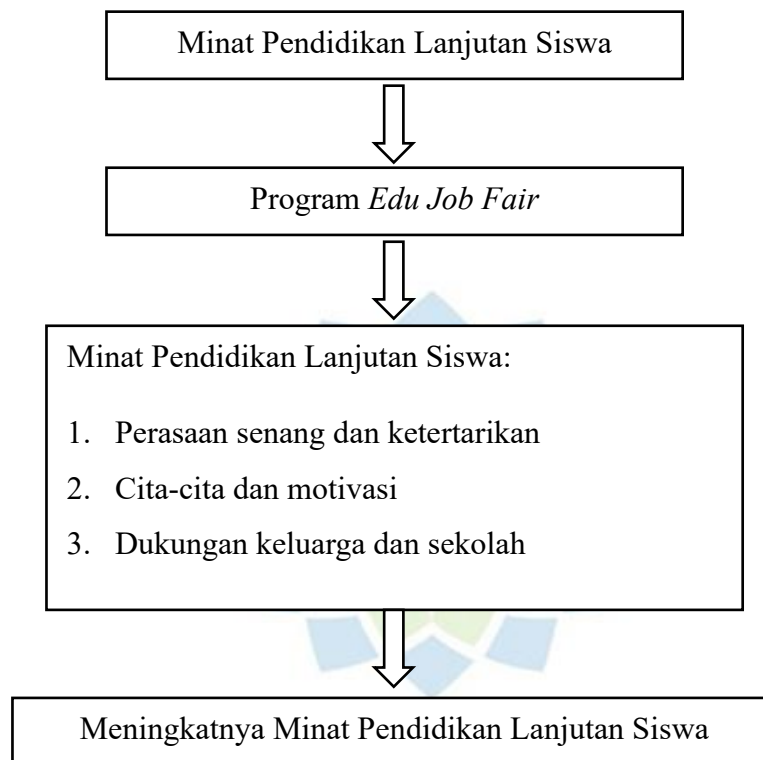 Minat Pendidikan Lanjutan Siswa
Program Edu Job Fair
Minat Pendidikan Lanjutan Siswa:
1. Perasaan senang dan ketertarikan
2. Cita-cita dan motivasi
3. Dukungan keluarga dan sekolah
Meningkatnya Minat Pendidikan Lanjutan Siswa